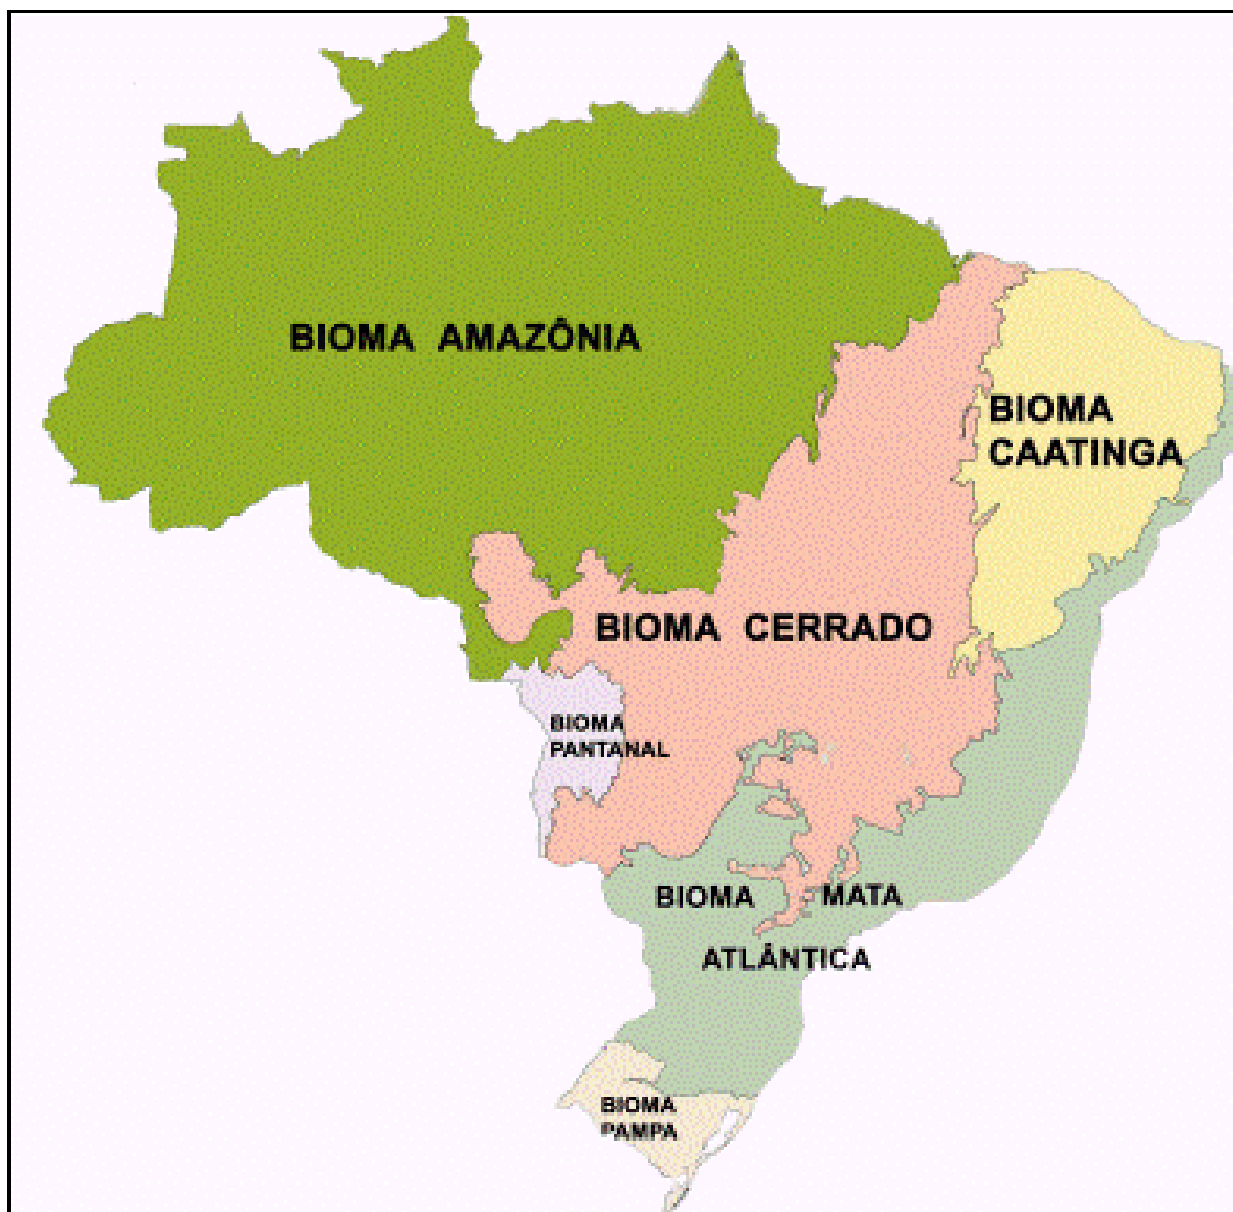 BIOMA AMAZÔNIA
BIOMA
CAATINGA
BIOMA CERRADO
BIOMA
PANTANAL
BIOMA MATA
ATLÂNTICA
BIOMA
PAMPA